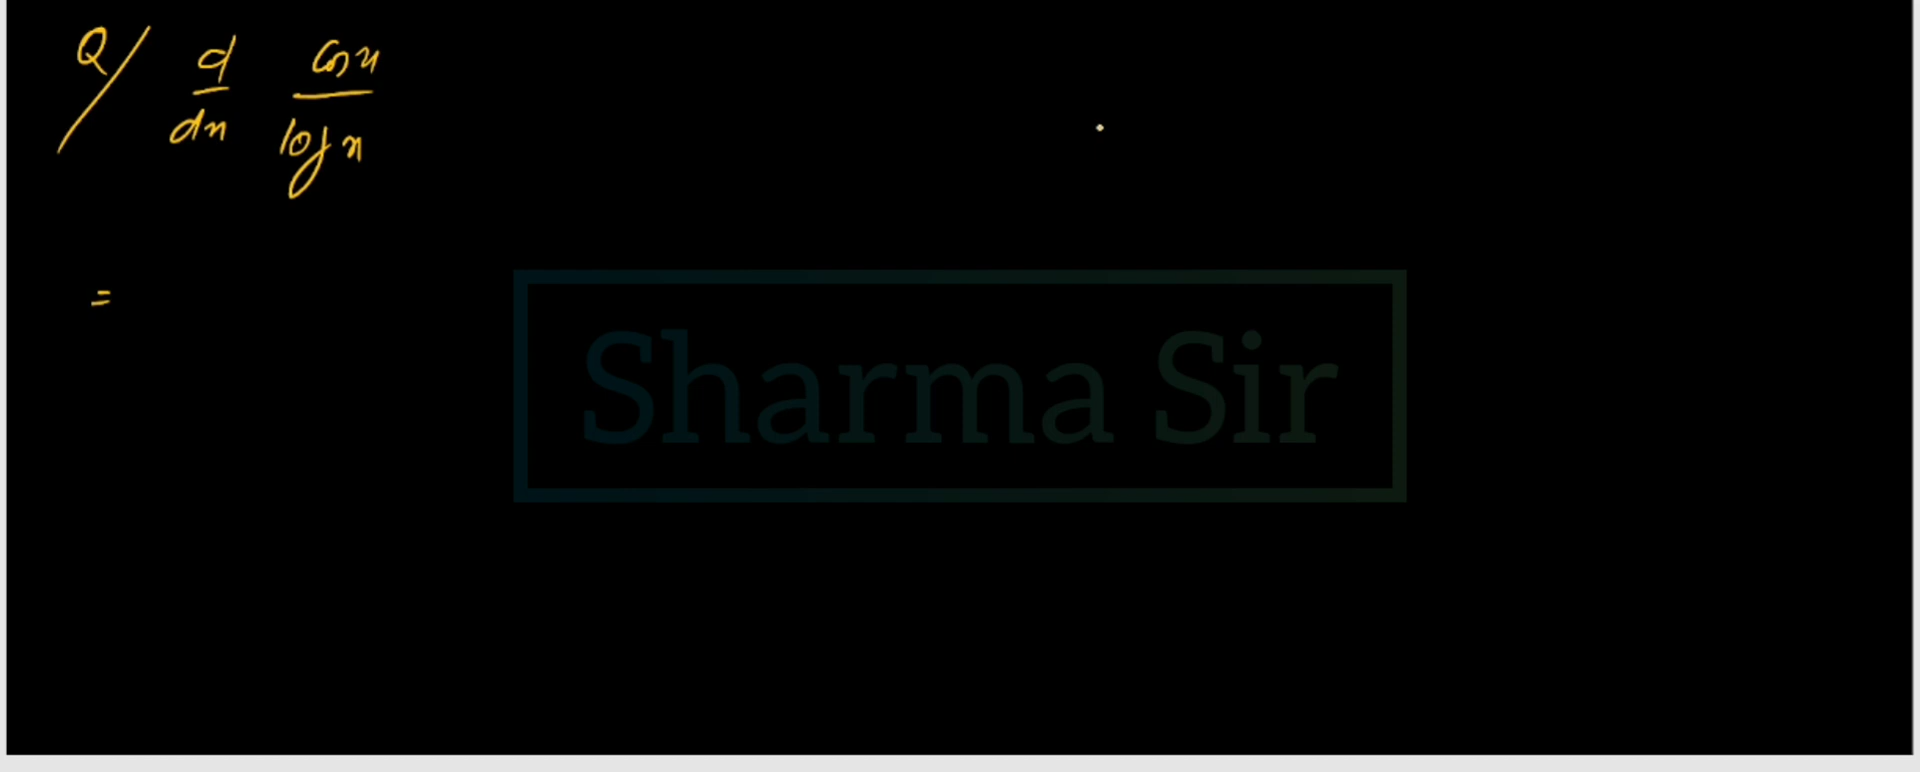 Q/ d/dx cos x / log x
=
Sharma Sir